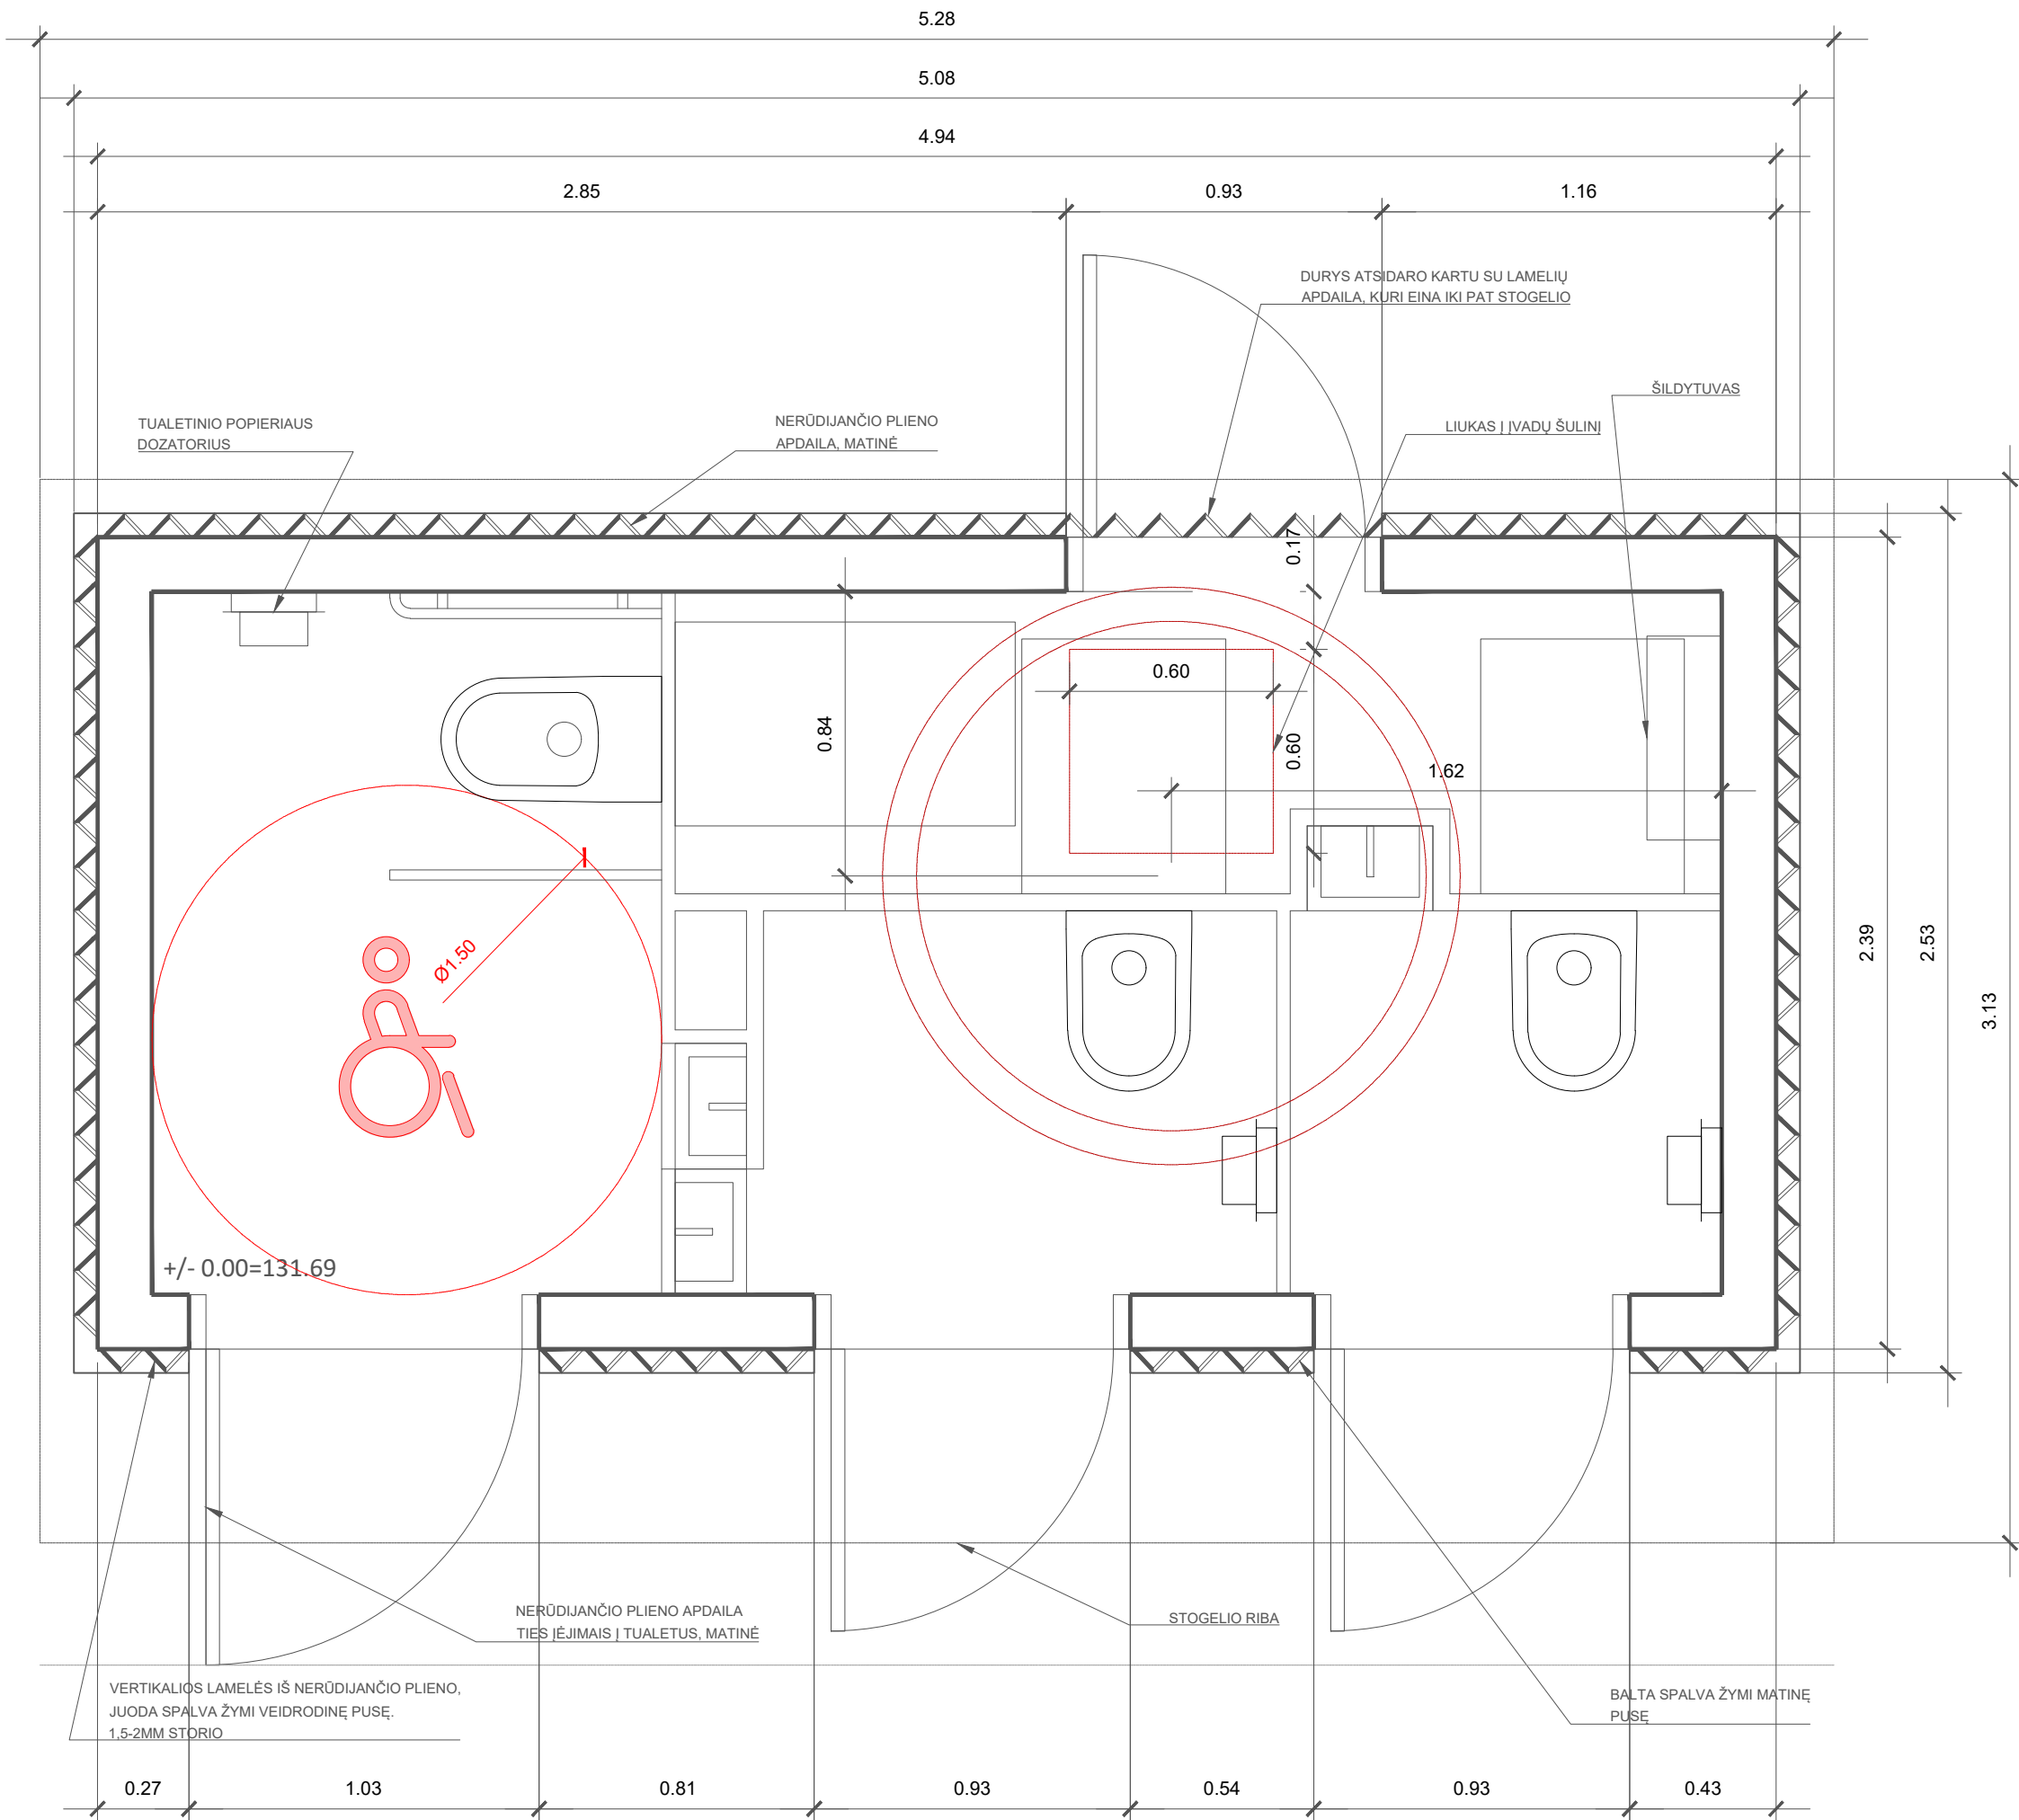 5.28
5.08
4.94
2.85
0.93
1.16
DURYS ATSIDARO KARTU SU LAMELIŲ
APDAILA, KURI EINA IKI PAT STOGELIO
ŠILDYTUVAS
TUALETINIO POPIERIAUS
DOZATORIUS
NERŪDIJANČIO PLIENO
APDAILA, MATINĖ
LIUKAS Į ĮVADŲ ŠULINĮ
0.17
0.60
0.84
0.60
1.62
Ø1.50
2.39
2.53
3.13
+/- 0.00=131.69
NERŪDIJANČIO PLIENO APDAILA
TIES ĮĖJIMAIS Į TUALETUS, MATINĖ
STOGELIO RIBA
VERTIKALIOS LAMELĖS IŠ NERŪDIJANČIO PLIENO,
JUODA SPALVA ŽYMI VEIDRODINĘ PUSĘ.
1,5-2MM STORIO
BALTA SPALVA ŽYMI MATINĘ
PUSĘ
0.27
1.03
0.81
0.93
0.54
0.93
0.43